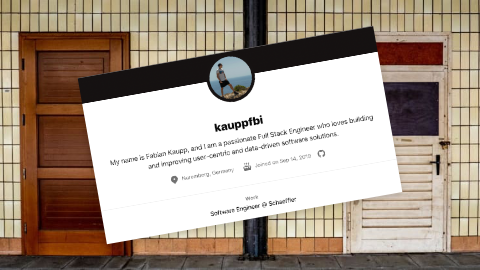 kauppfbi
My name is Fabian Kaupp, and I am a passionate Full Stack Engineer who loves building
and improving user-centric and data-driven software solutions.
Nuremberg, Germany Joined on Sep 14, 2019
Work
Software Engineer @ Schaeffler